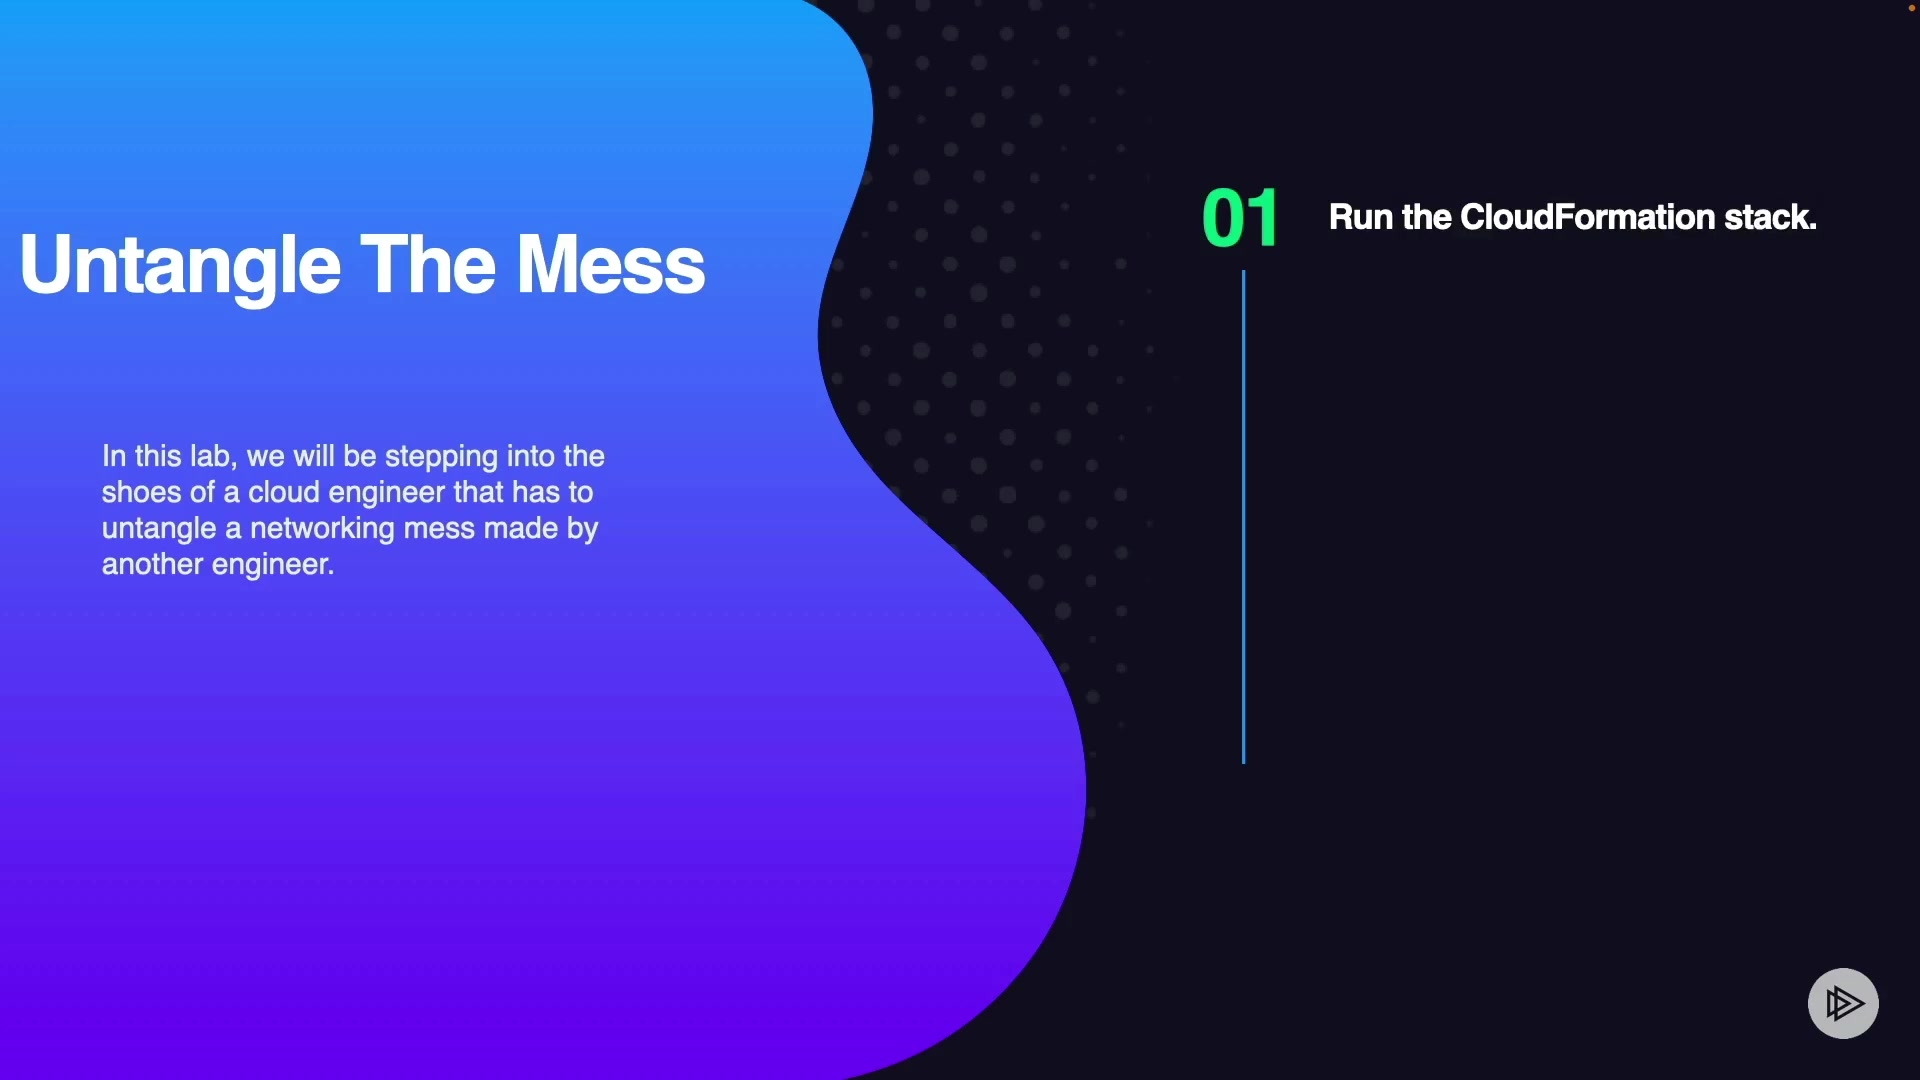 Untangle The Mess
In this lab, we will be stepping into the
shoes of a cloud engineer that has to
untangle a networking mess made by
another engineer.
01
Run the CloudFormation stack.